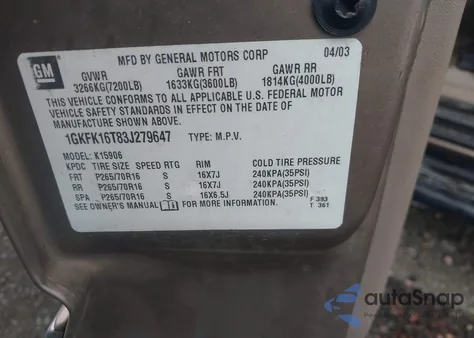 GM
MFD BY GENERAL MOTORS CORP 04/03
GVWR GAWR FRT GAWR RR
3266KG(7200LB) 1633KG(3600LB) 1814KG(4000LB)
THIS VEHICLE CONFORMS TO ALL APPLICABLE U.S. FEDERAL MOTOR
VEHICLE SAFETY STANDARDS IN EFFECT ON THE DATE OF
MANUFACTURE SHOWN ABOVE.
1GKFK16T83J279647 TYPE: M.P.V.
MODEL: K15906
KPDC TIRE SIZE SPEED RTG RIM COLD TIRE PRESSURE
FRT P265/70R16 S 16X7J 240KPA(35PSI)
RR P265/70R16 S 16X7J 240KPA(35PSI)
SPA P265/70R16 S 16X6.5J 240KPA(35PSI)
SEE OWNER'S MANUAL FOR MORE INFORMATION. F 393
T 361
autoSnap